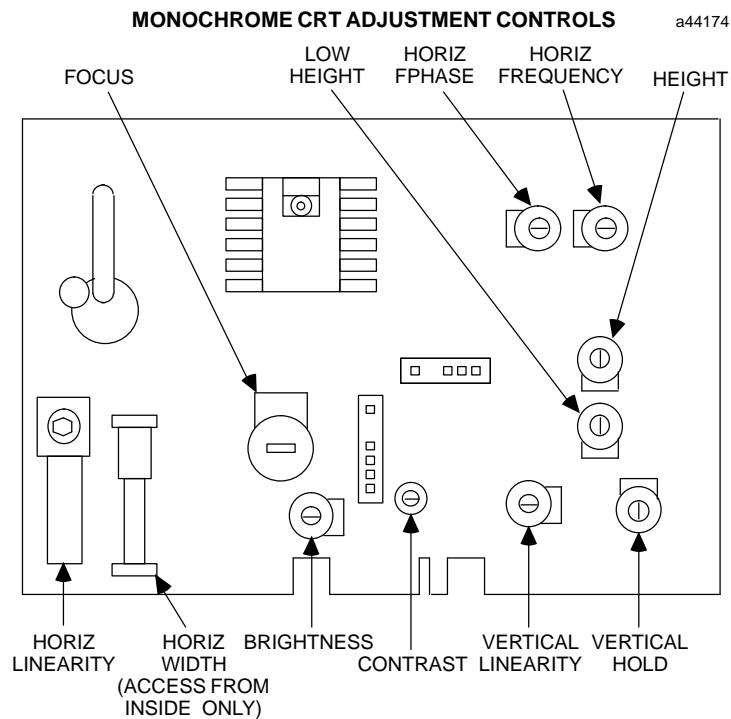 MONOCHROME CRT ADJUSTMENT CONTROLS
a44174
FOCUS
LOW
HEIGHT
HORIZ
FPHASE
HORIZ
FREQUENCY
HEIGHT
HORIZ
LINEARITY
HORIZ
WIDTH
(ACCESS FROM
INSIDE ONLY)
BRIGHTNESS
CONTRAST
VERTICAL
LINEARITY
VERTICAL
HOLD